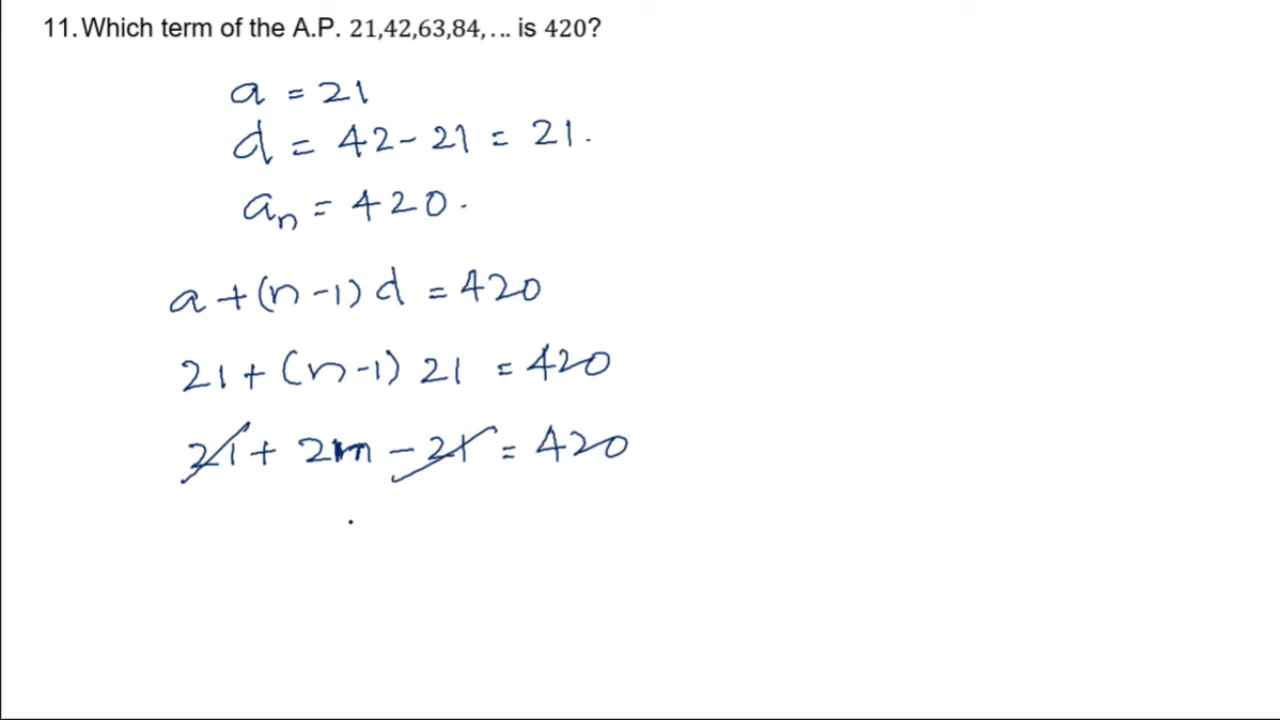 11. Which term of the A.P. 21,42,63,84,... is 420?
a = 21
d = 42 - 21 = 21.
an = 420.
a + (n - 1) d = 420
21 + (n - 1) 21 = 420
21 + 21n - 21 = 420